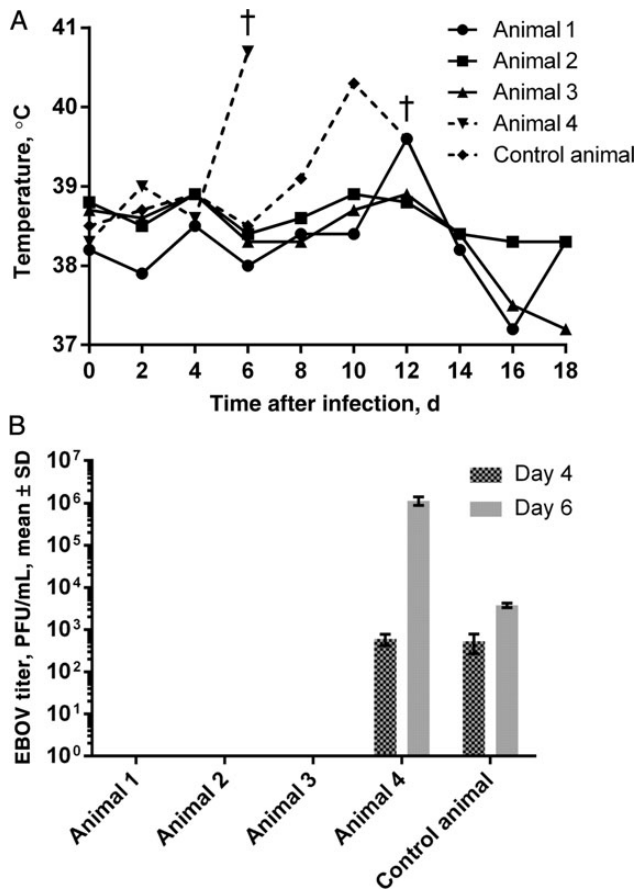 A
Temperature, °C
41
40
39
38
37
†
†
Animal 1
Animal 2
Animal 3
Animal 4
Control animal
0 2 4 6 8 10 12 14 16 18
Time after infection, d
B
EBOV titer, PFU/mL, mean ± SD
10⁷
10⁶
10⁵
10⁴
10³
10²
10¹
10⁰
Day 4
Day 6
Animal 1
Animal 2
Animal 3
Animal 4
Control animal